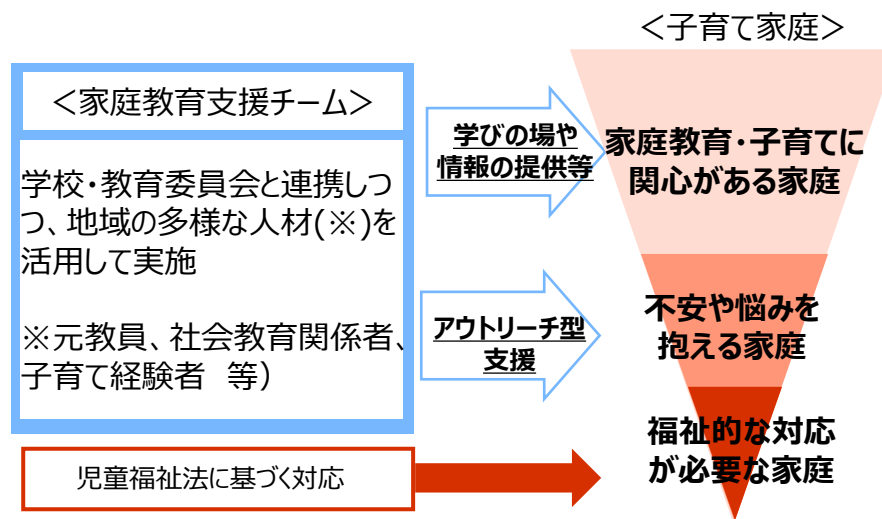 ＜子育て家庭＞
＜家庭教育支援チーム＞
学校・教育委員会と連携しつ
つ、地域の多様な人材(※)を
活用して実施
※元教員、社会教育関係者、
子育て経験者　等）
学びの場や
情報の提供等
家庭教育・子育てに
関心がある家庭
アウトリーチ型
支援
不安や悩みを
抱える家庭
児童福祉法に基づく対応
福祉的な対応
が必要な家庭